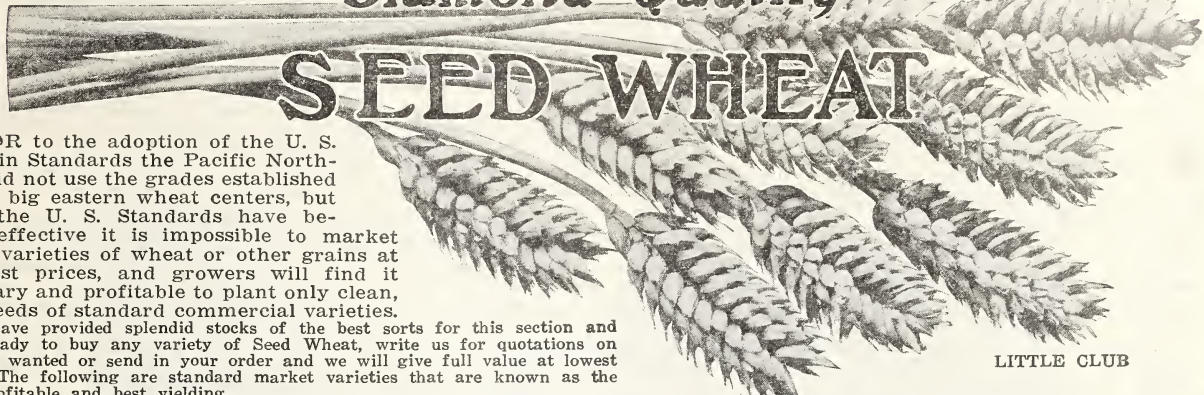 Diamond Quality
SEED WHEAT
OR to the adoption of the U. S.
in Standards the Pacific North-
d not use the grades established
big eastern wheat centers, but
the U. S. Standards have be-
effective it is impossible to market
varieties of wheat or other grains at
st prices, and growers will find it
ary and profitable to plant only clean,
eeds of standard commercial varieties.
ave provided splendid stocks of the best sorts for this section and
ady to buy any variety of Seed Wheat, write us for quotations on
wanted or send in your order and we will give full value at lowest
The following are standard market varieties that are known as the
ofitable and best yielding
LITTLE CLUB